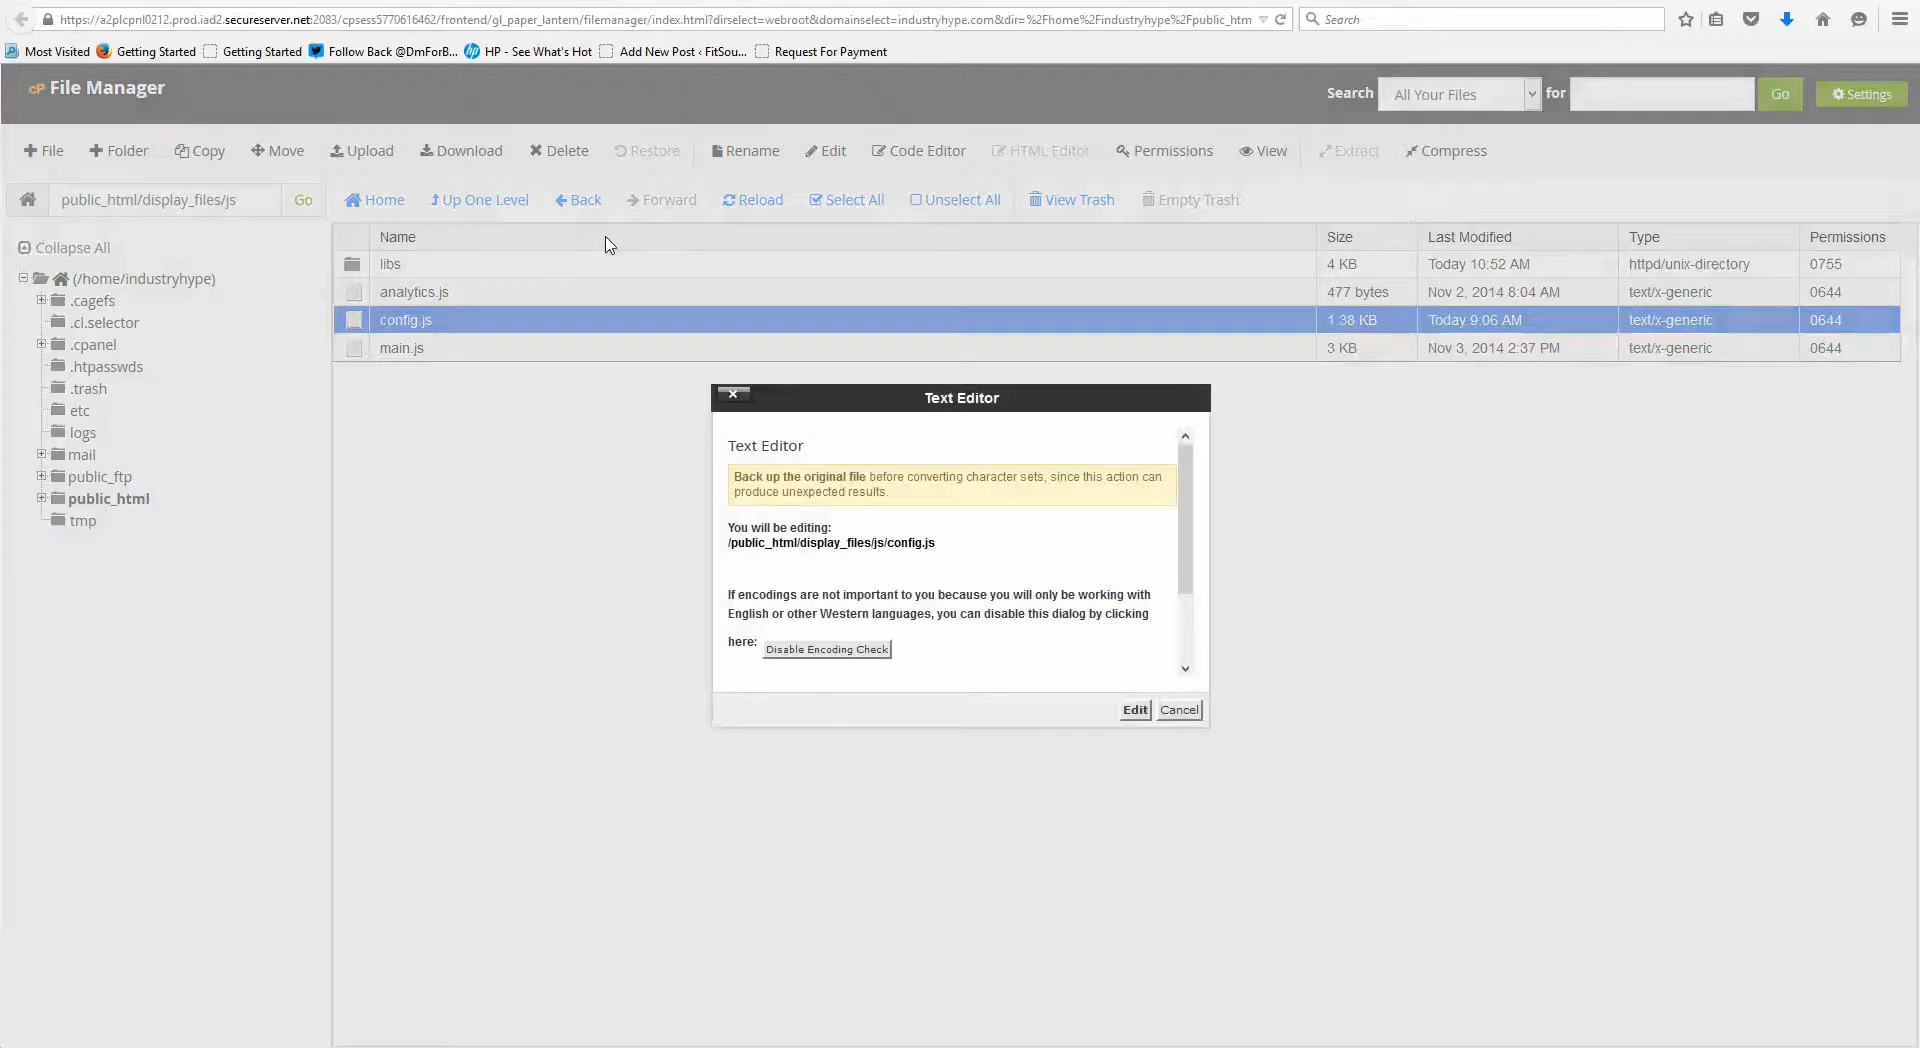 https://a2plcpnl0212.prod.iad2.secureserver.net:2083/cpsess5770616462/frontend/gl_paper_lantern/filemanager/index.html?dirselect=webroot&domainselect=industryhype.com&dir=%2Fhome%2Findustryhype%2Fpublic_htm
Search
Most Visited Getting Started Getting Started Follow Back @DmForB... HP - See What's Hot Add New Post ‹ FitSou... Request For Payment
cP File Manager
Search All Your Files for Go Settings
File Folder Copy Move Upload Download Delete Restore Rename Edit Code Editor HTML Editor Permissions View Extract Compress
public_html/display_files/js Go Home Up One Level Back Forward Reload Select All Unselect All View Trash Empty Trash
Collapse All
(/home/industryhype)
.cagefs
.cl.selector
.cpanel
.htpasswds
.trash
etc
logs
mail
public_ftp
public_html
tmp
Name Size Last Modified Type Permissions
libs 4 KB Today 10:52 AM httpd/unix-directory 0755
analytics.js 477 bytes Nov 2, 2014 8:04 AM text/x-generic 0644
config.js 1.38 KB Today 9:06 AM text/x-generic 0644
main.js 3 KB Nov 3, 2014 2:37 PM text/x-generic 0644
Text Editor
Text Editor
Back up the original file before converting character sets, since this action can
produce unexpected results.
You will be editing:
/public_html/display_files/js/config.js
If encodings are not important to you because you will only be working with
English or other Western languages, you can disable this dialog by clicking
here: Disable Encoding Check
Edit Cancel